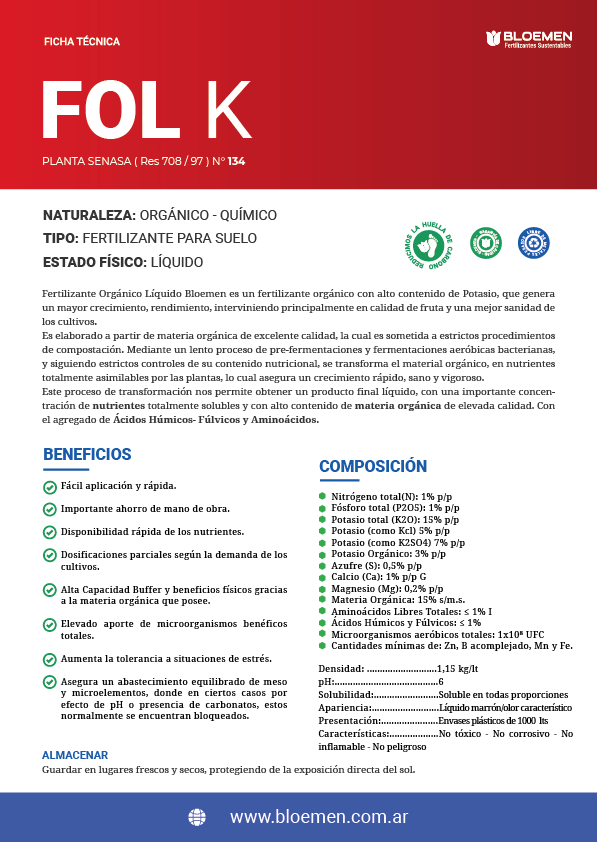 FICHA TÉCNICA
BLOEMEN
Fertilizantes Sustentables
FOL K
PLANTA SENASA ( Res 708 / 97 ) N° 134
NATURALEZA: ORGÁNICO - QUÍMICO
TIPO: FERTILIZANTE PARA SUELO
ESTADO FÍSICO: LÍQUIDO
REDUCIMOS LA HUELLA DE CARBONO
Fertilizante Orgánico Líquido Bloemen es un fertilizante orgánico con alto contenido de Potasio, que genera
un mayor crecimiento, rendimiento, interviniendo principalmente en calidad de fruta y una mejor sanidad de
los cultivos.
Es elaborado a partir de materia orgánica de excelente calidad, la cual es sometida a estrictos procedimientos
de compostación. Mediante un lento proceso de pre-fermentaciones y fermentaciones aeróbicas bacterianas,
y siguiendo estrictos controles de su contenido nutricional, se transforma el material orgánico, en nutrientes
totalmente asimilables por las plantas, lo cual asegura un crecimiento rápido, sano y vigoroso.
Este proceso de transformación nos permite obtener un producto final líquido, con una importante concen-
tración de nutrientes totalmente solubles y con alto contenido de materia orgánica de elevada calidad. Con
el agregado de Ácidos Húmicos- Fúlvicos y Aminoácidos.
BENEFICIOS
Fácil aplicación y rápida.
Importante ahorro de mano de obra.
Disponibilidad rápida de los nutrientes.
Dosificaciones parciales según la demanda de los
cultivos.
Alta Capacidad Buffer y beneficios físicos gracias
a la materia orgánica que posee.
Elevado aporte de microorganismos benéficos
totales.
Aumenta la tolerancia a situaciones de estrés.
Asegura un abastecimiento equilibrado de meso
y microelementos, donde en ciertos casos por
efecto de pH o presencia de carbonatos, estos
normalmente se encuentran bloqueados.
COMPOSICIÓN
Nitrógeno total(N): 1% p/p
Fósforo total (P2O5): 1% p/p
Potasio total (K2O): 15% p/p
Potasio (como Kcl) 5% p/p
Potasio (como K2SO4) 7% p/p
Potasio Orgánico: 3% p/p
Azufre (S): 0,5% p/p
Calcio (Ca): 1% p/p G
Magnesio (Mg): 0,2% p/p
Materia Orgánica: 15% s/m.s.
Aminoácidos Libres Totales: ≤ 1% I
Ácidos Húmicos y Fúlvicos: ≤ 1%
Microorganismos aeróbicos totales: 1x10⁸ UFC
Cantidades mínimas de: Zn, B acomplejado, Mn y Fe.
Densidad: ...........................1,15 kg/lt
pH:........................................6
Solubilidad:.........................Soluble en todas proporciones
Apariencia:..........................Líquido marrón/olor característico
Presentación:......................Envases plásticos de 1000 lts
Características:...................No tóxico - No corrosivo - No
inflamable - No peligroso
ALMACENAR
Guardar en lugares frescos y secos, protegiendo de la exposición directa del sol.
www.bloemen.com.ar